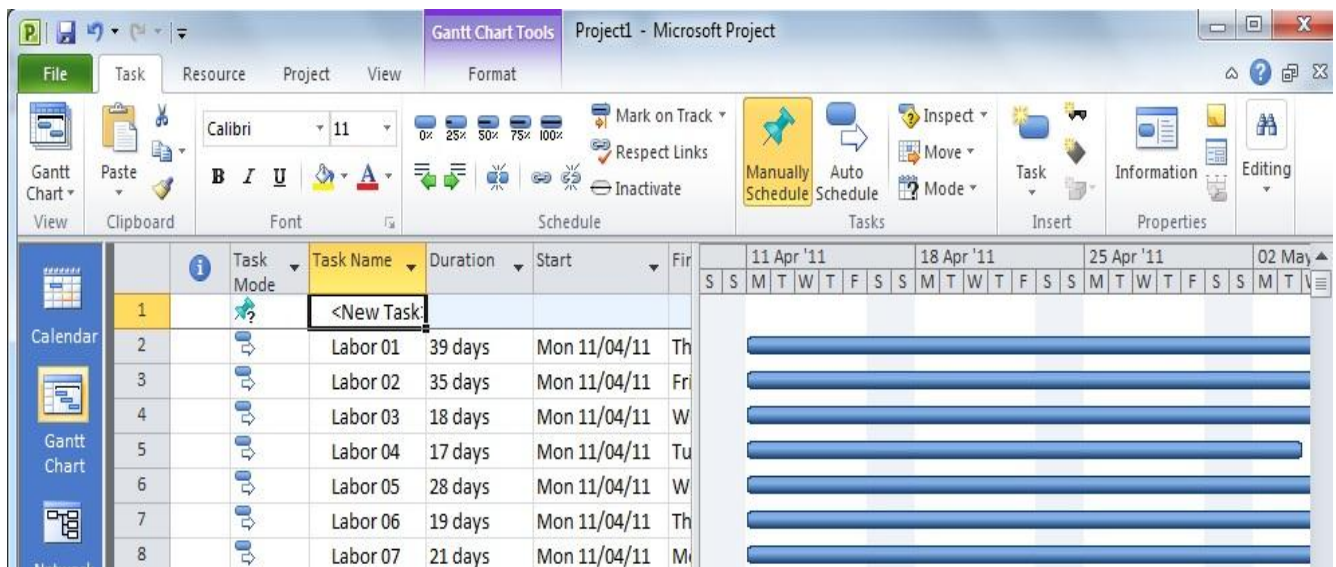 Gantt Chart Tools Project1 - Microsoft Project
File Task Resource Project View Format
Calibri 11 0% 25% 50% 75% 100% Mark on Track Inspect
Respect Links Move
Gantt Chart Paste B I U A Inactivate Manually Schedule Auto Schedule Mode Task Information Editing
View Clipboard Font Schedule Tasks Insert Properties
Task Mode Task Name Duration Start Fir 11 Apr '11 18 Apr '11 25 Apr '11 02 May
S S M T W T F S S M T W T F S S M T W T F S S M T W
1 <New Task
Calendar 2 Labor 01 39 days Mon 11/04/11 Th
3 Labor 02 35 days Mon 11/04/11 Fri
4 Labor 03 18 days Mon 11/04/11 W
Gantt Chart 5 Labor 04 17 days Mon 11/04/11 Tu
6 Labor 05 28 days Mon 11/04/11 W
7 Labor 06 19 days Mon 11/04/11 Th
8 Labor 07 21 days Mon 11/04/11 Mo